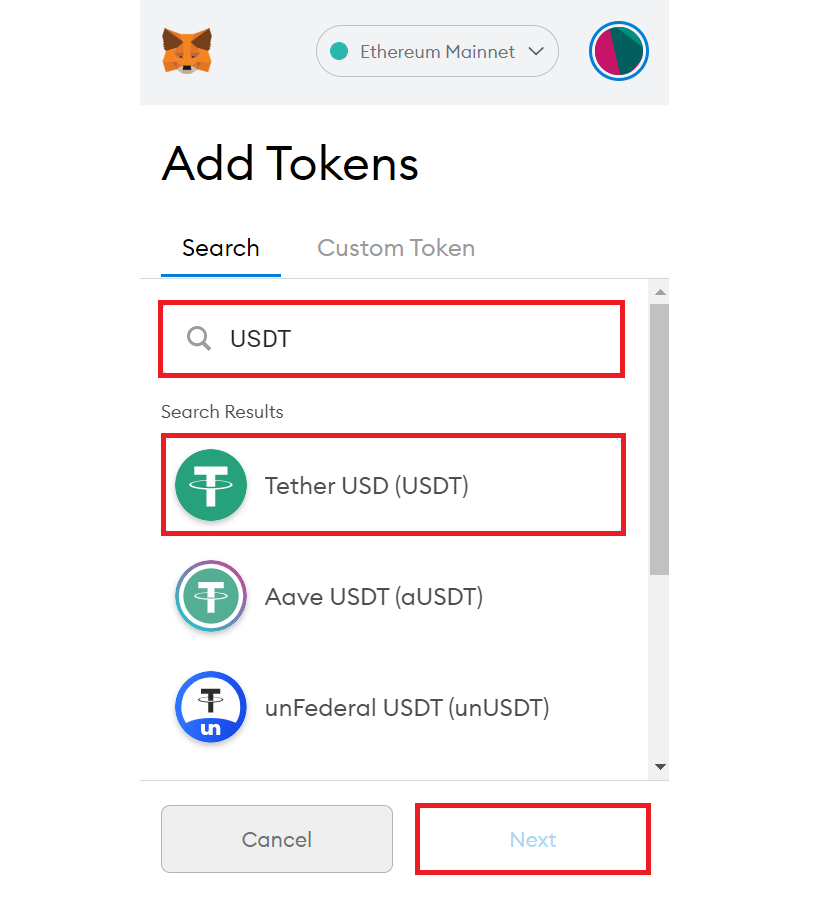 Ethereum Mainnet
Add Tokens
Search Custom Token
USDT
Search Results
Tether USD (USDT)
Aave USDT (aUSDT)
un
unFederal USDT (unUSDT)
Cancel Next